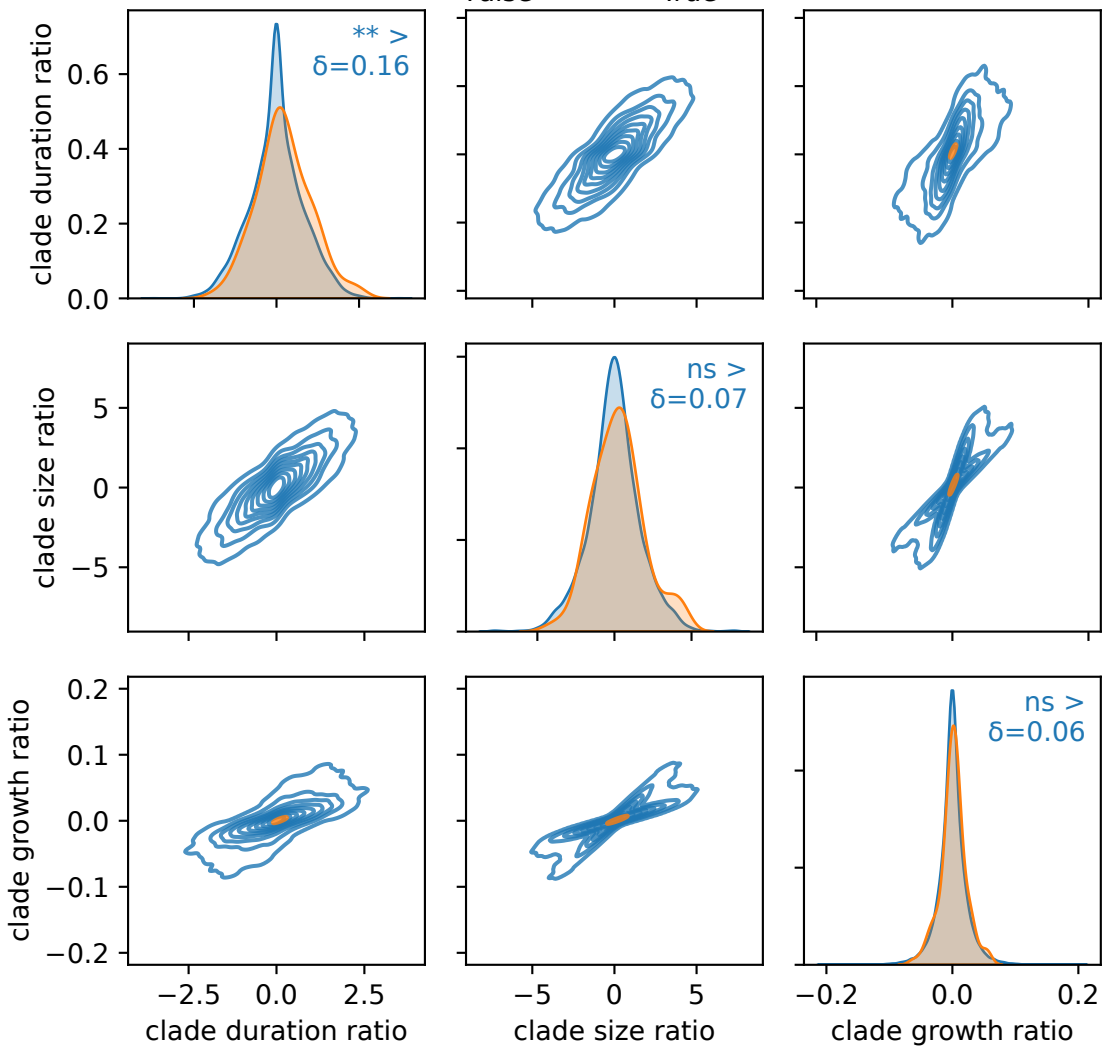 ** >
δ=0.16
clade duration ratio
0.6
0.4
0.2
0.0
ns >
δ=0.07
clade size ratio
5
0
−5
ns >
δ=0.06
clade growth ratio
0.2
0.1
0.0
−0.1
−0.2
−2.5 0.0 2.5
−5 0 5
−0.2 0.0 0.2
clade duration ratio
clade size ratio
clade growth ratio